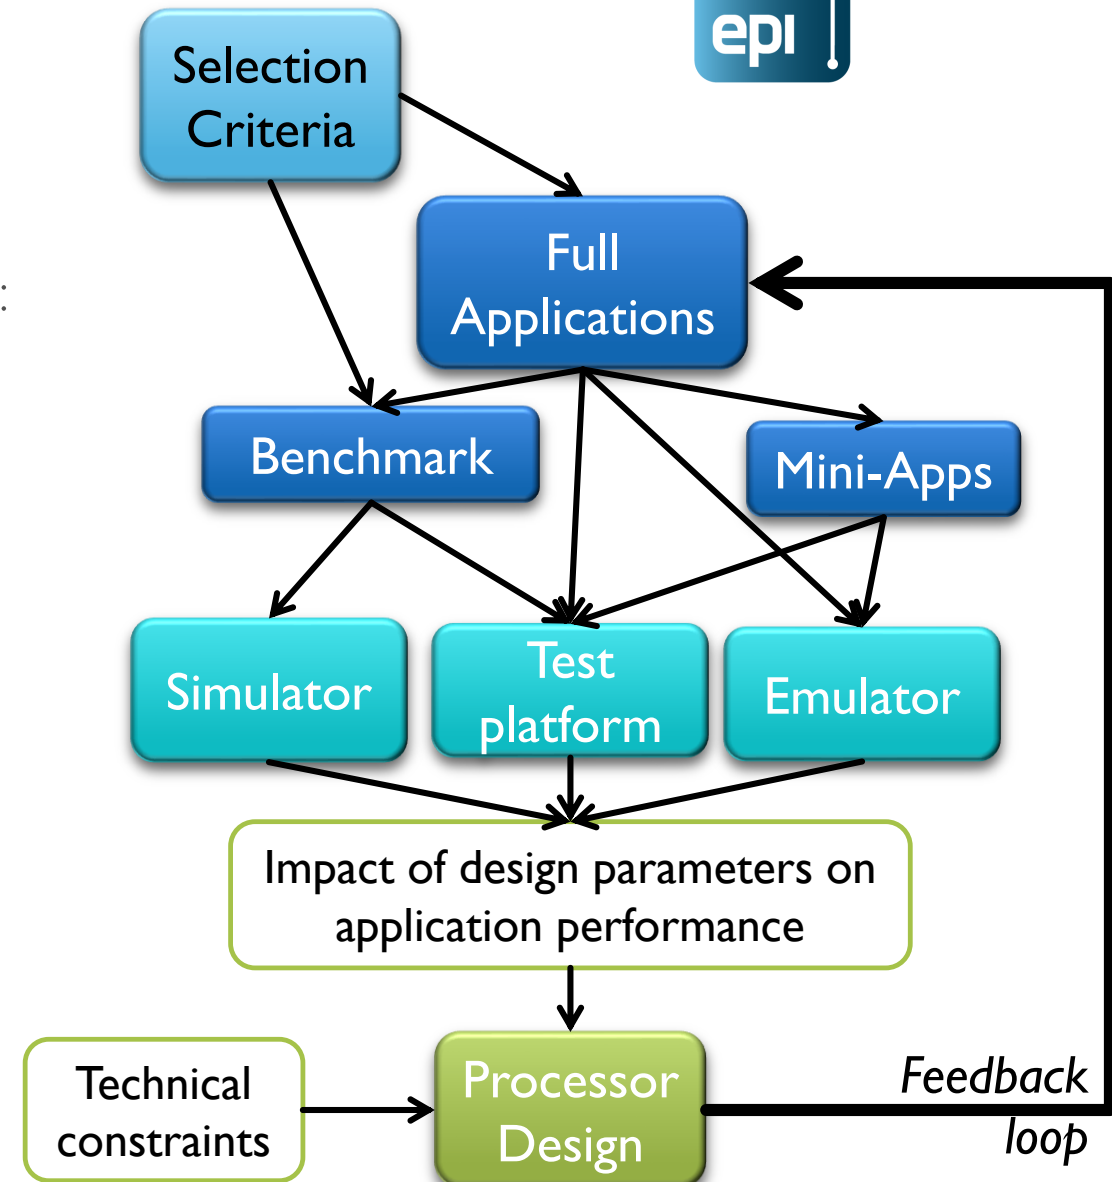 epi
Selection
Criteria
Full
Applications
:
Benchmark
Mini-Apps
Simulator
Test
platform
Emulator
Impact of design parameters on
application performance
Technical
constraints
Processor
Design
Feedback
loop